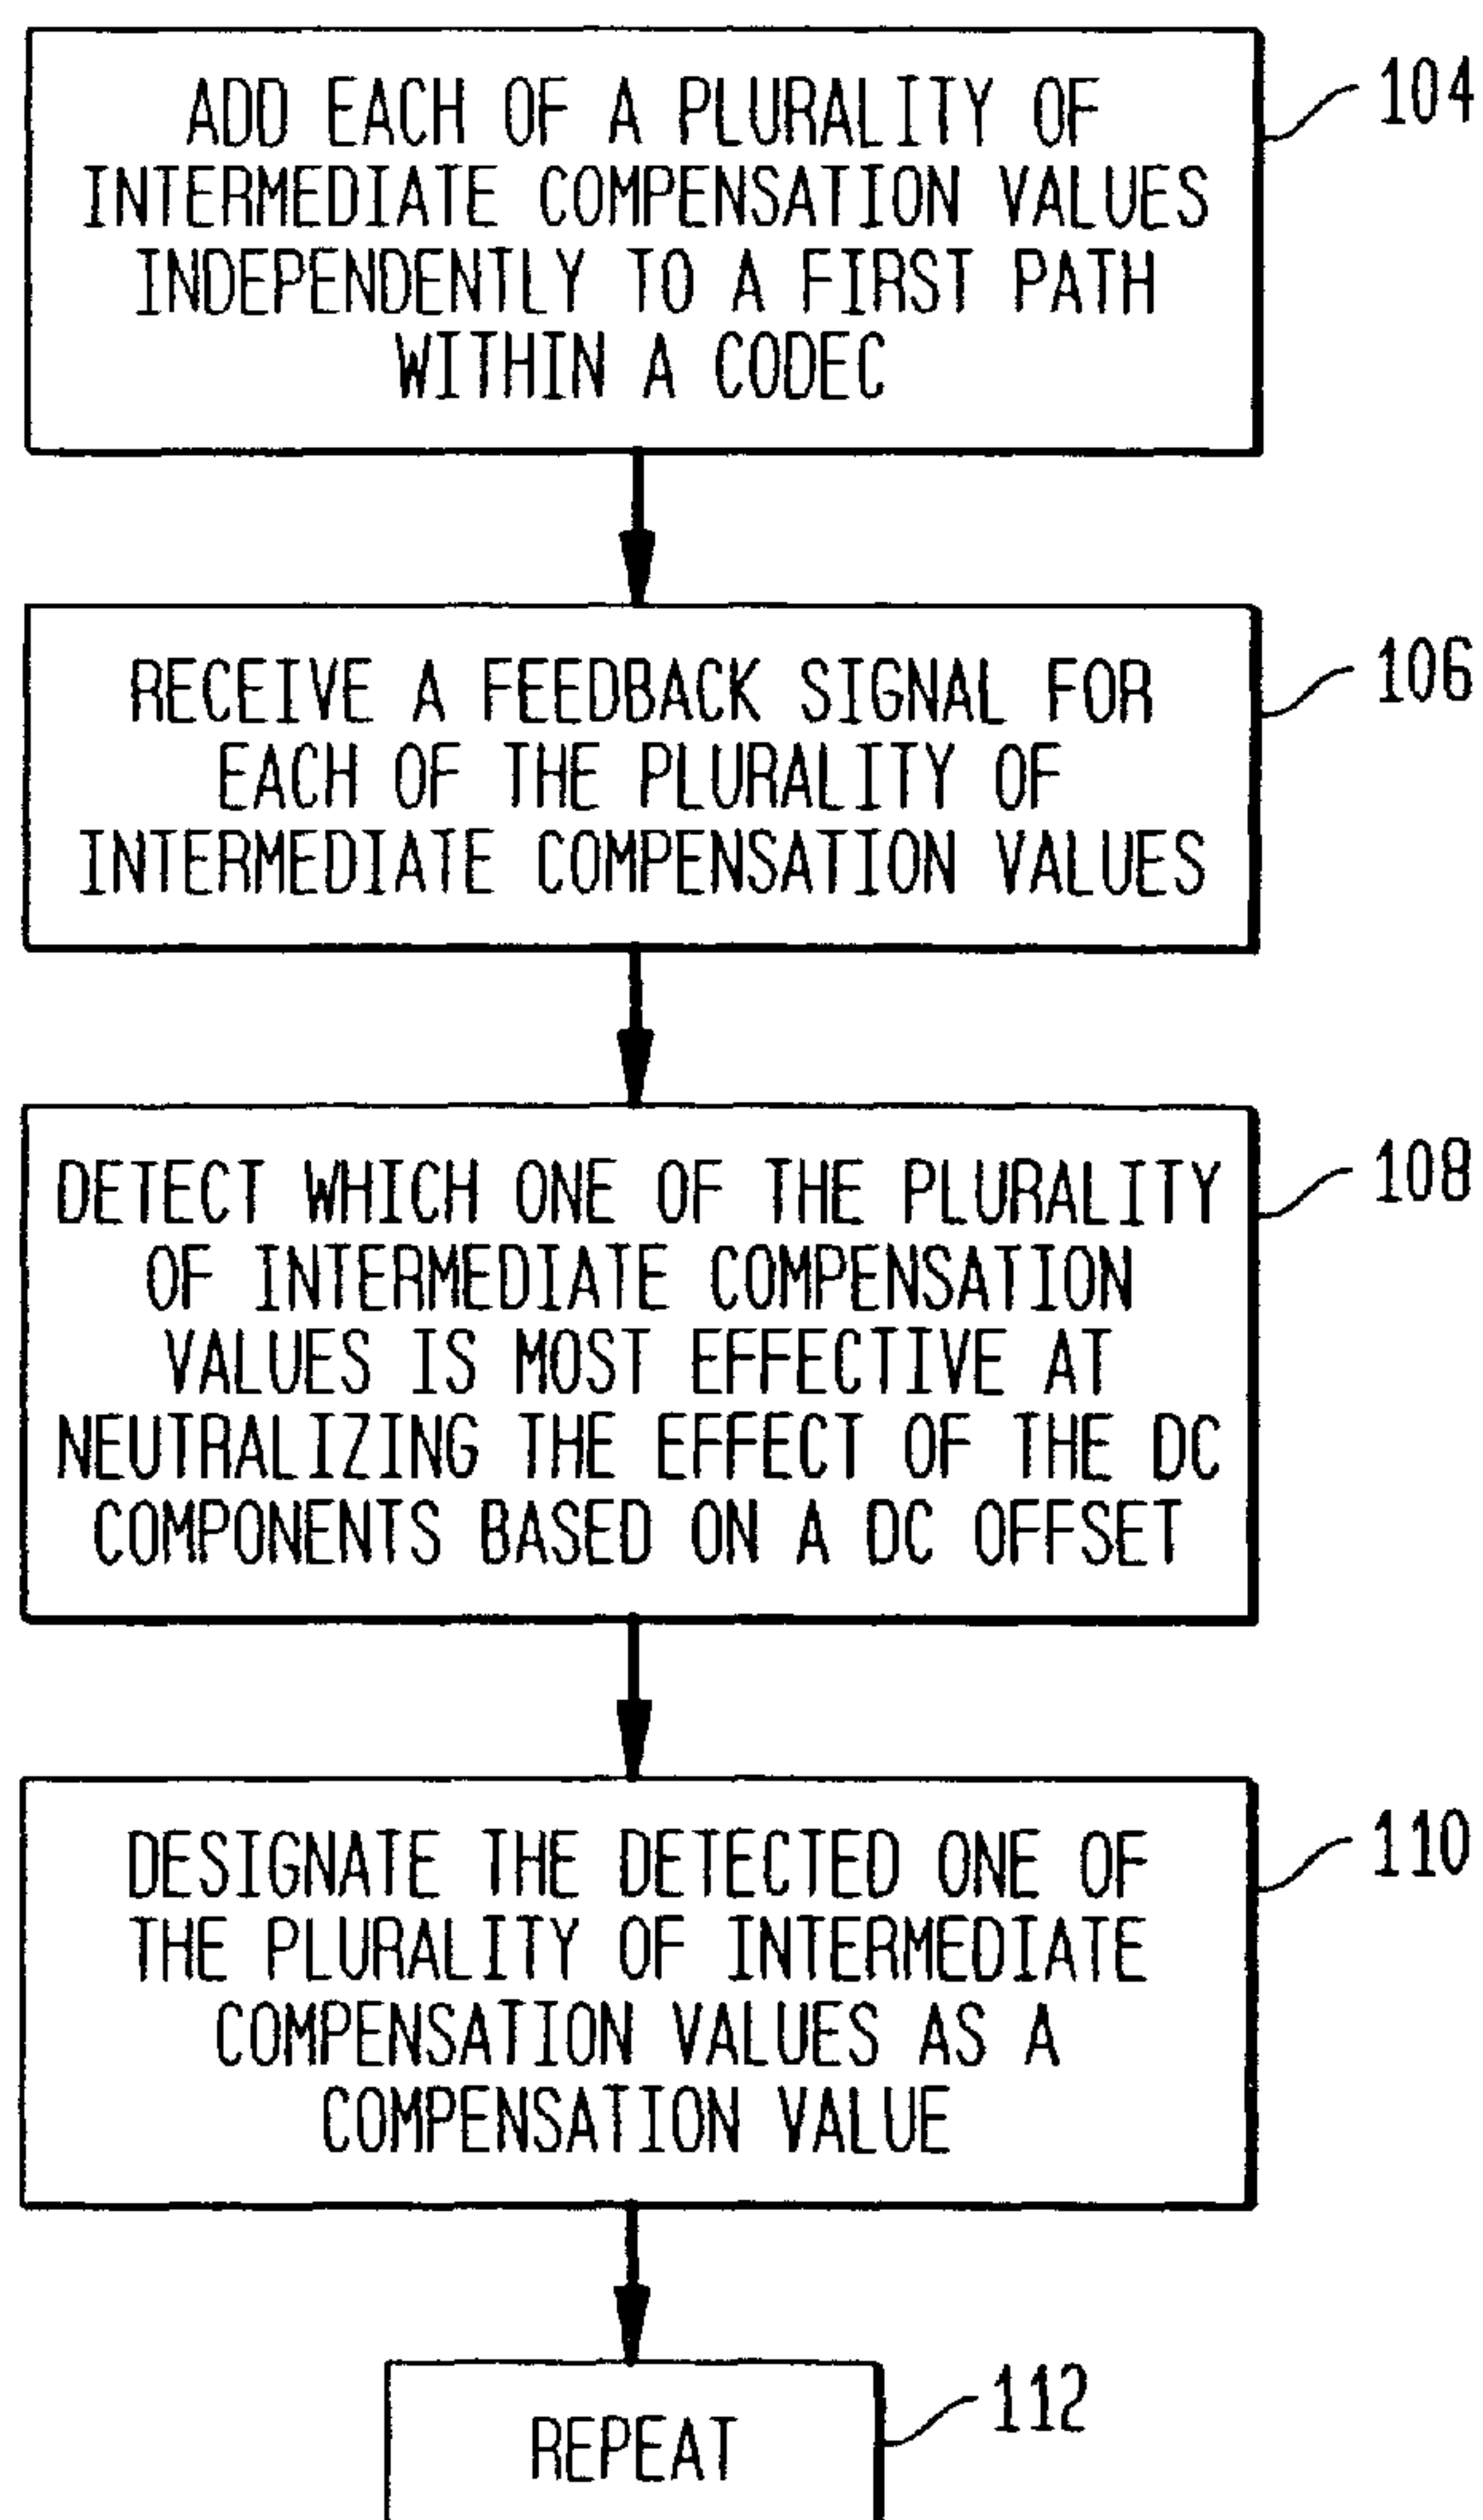 ADD EACH OF A PLURALITY OF
INTERMEDIATE COMPENSATION VALUES
INDEPENDENTLY TO A FIRST PATH
WITHIN A CODEC
104
RECEIVE A FEEDBACK SIGNAL FOR
EACH OF THE PLURALITY OF
INTERMEDIATE COMPENSATION VALUES
106
DETECT WHICH ONE OF THE PLURALITY
OF INTERMEDIATE COMPENSATION
VALUES IS MOST EFFECTIVE AT
NEUTRALIZING THE EFFECT OF THE DC
COMPONENTS BASED ON A DC OFFSET
108
DESIGNATE THE DETECTED ONE OF
THE PLURALITY OF INTERMEDIATE
COMPENSATION VALUES AS A
COMPENSATION VALUE
110
REPEAT
112